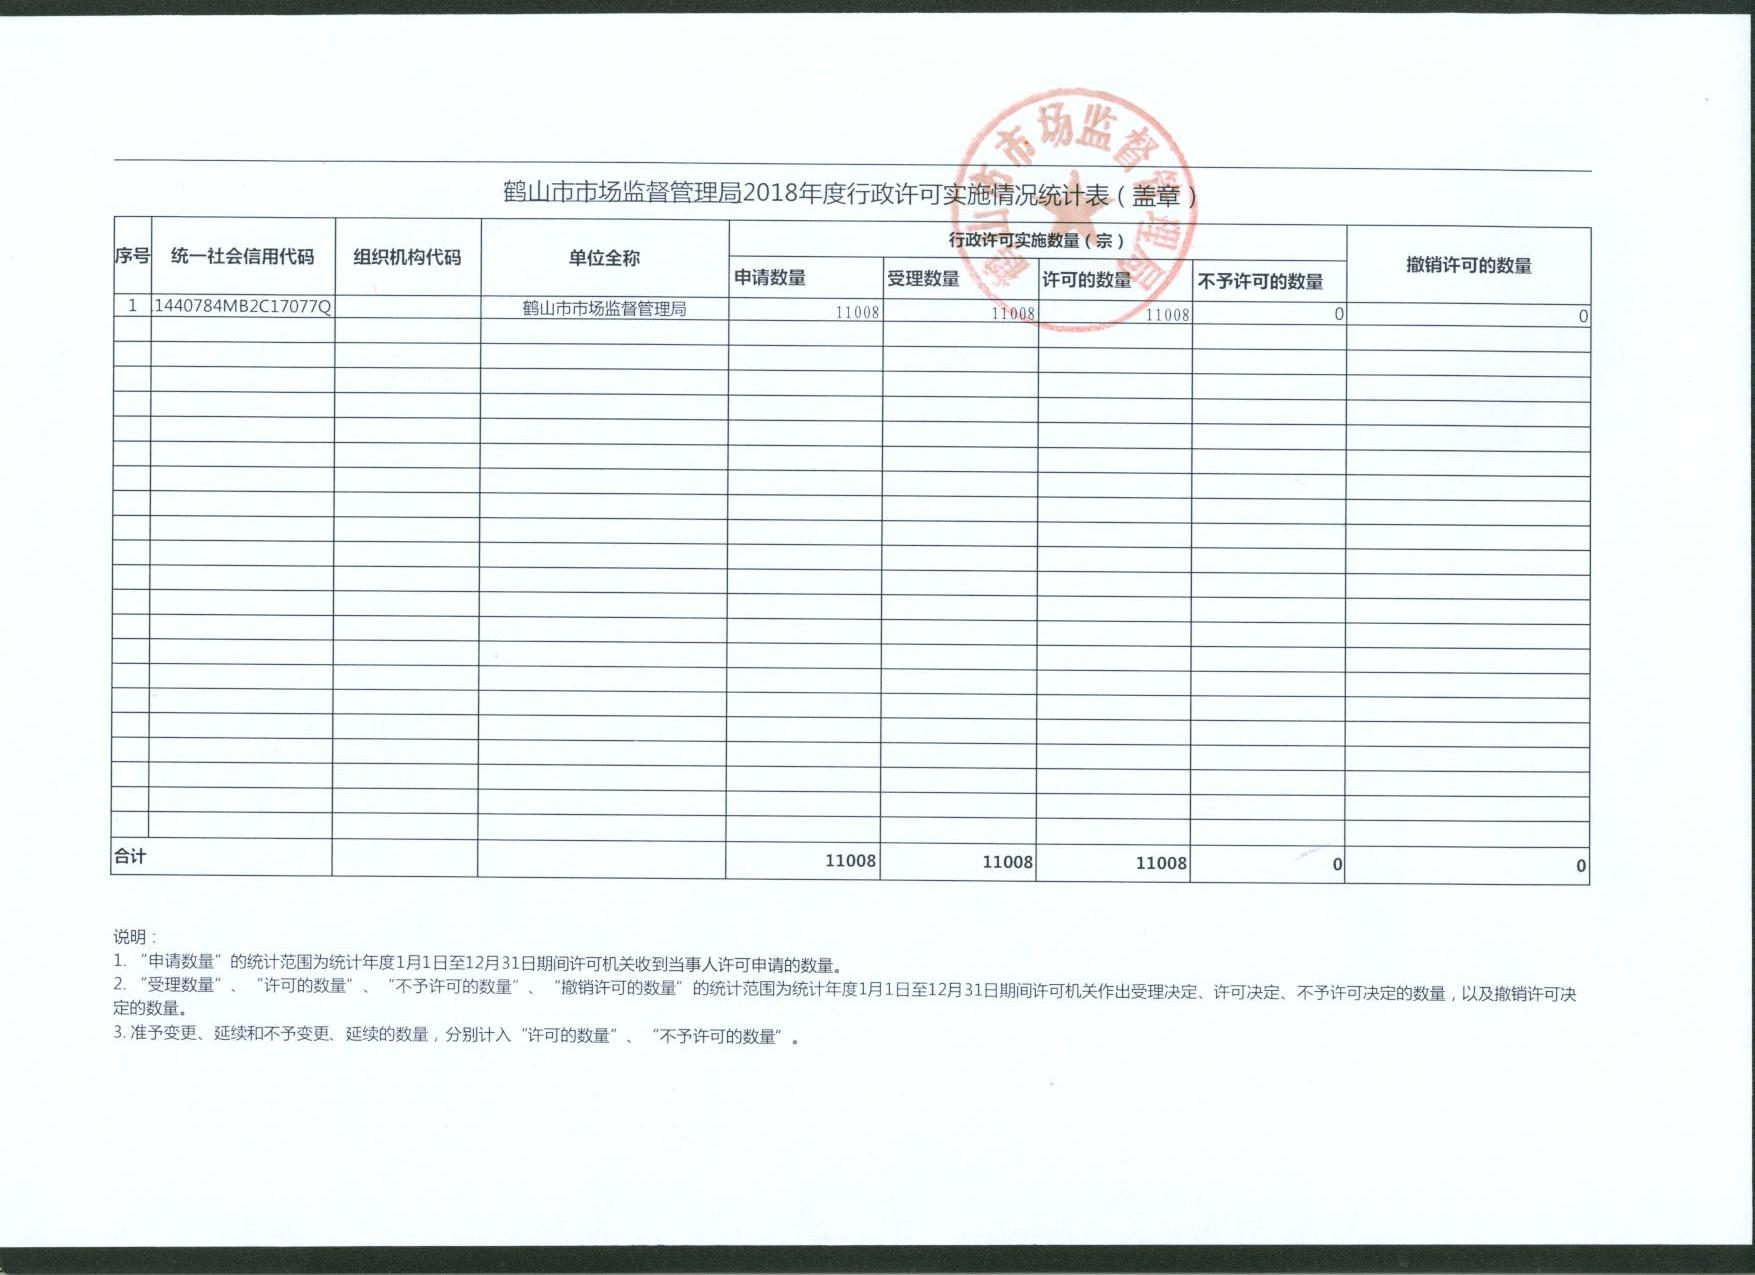 鹤山市市场监督管理局
鹤山市市场监督管理局2018年度行政许可实施情况统计表（盖章）
序号 统一社会信用代码 组织机构代码 单位全称 行政许可实施数量（宗） 撤销许可的数量
申请数量 受理数量 许可的数量 不予许可的数量
1 1440784MB2C17077Q 鹤山市市场监督管理局 11008 11008 11008 0 0
合计 11008 11008 11008 0 0
说明：
1. “申请数量”的统计范围为统计年度1月1日至12月31日期间许可机关收到当事人许可申请的数量。
2. “受理数量”、“许可的数量”、“不予许可的数量”、“撤销许可的数量”的统计范围为统计年度1月1日至12月31日期间许可机关作出受理决定、许可决定、不予许可决定的数量，以及撤销许可决
定的数量。
3. 准予变更、延续和不予变更、延续的数量，分别计入“许可的数量”、“不予许可的数量”。